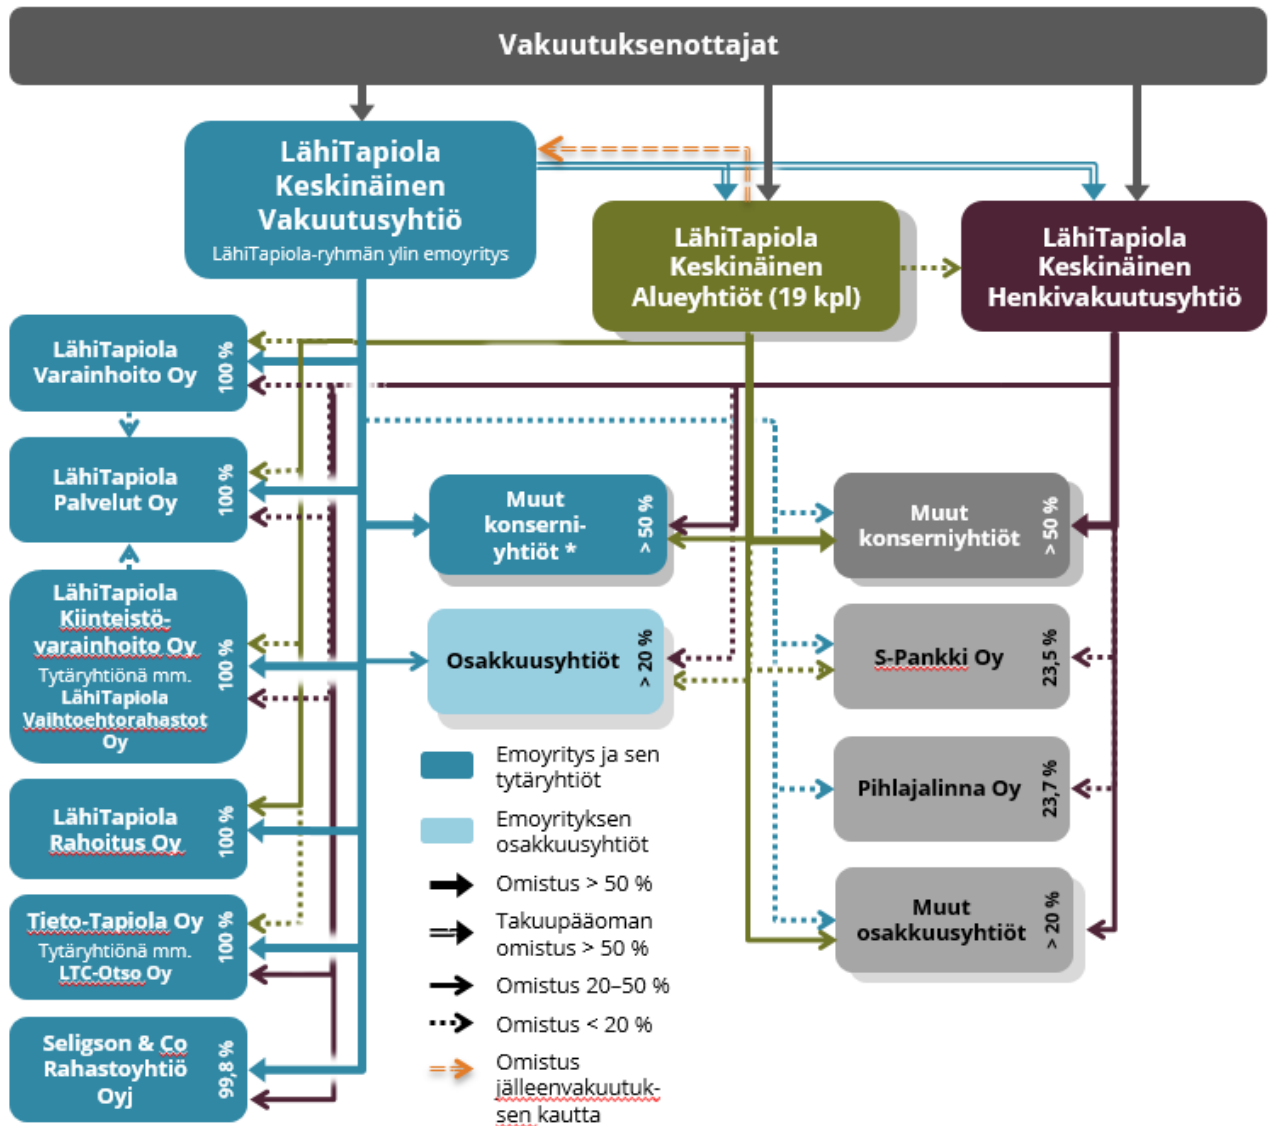 Vakuutuksenottajat
LähiTapiola
Keskinäinen
Vakuutusyhtiö
LähiTapiola-ryhmän ylin emoyritys
LähiTapiola
Keskinäinen
Alueyhtiöt (19 kpl)
LähiTapiola
Keskinäinen
Henkivakuutusyhtiö
LähiTapiola
Varainhoito Oy
100 %
LähiTapiola
Palvelut Oy
100 %
LähiTapiola
Kiinteistö-
varainhoito Oy
Tytäryhtiönä mm.
LähiTapiola
Vaihtoehtorahastot
Oy
100 %
LähiTapiola
Rahoitus Oy
100 %
Tieto-Tapiola Oy
Tytäryhtiönä mm.
LTC-Otso Oy
100 %
Seligson & Co
Rahastoyhtiö
Oyj
99,8 %
Muut
konserni-
yhtiöt *
> 50 %
Osakkuusyhtiöt
> 20 %
Muut
konserniyhtiöt
> 50 %
S-Pankki Oy
23,5 %
Pihlajalinna Oy
23,7 %
Muut
osakkuusyhtiöt
> 20 %
Emoyritys ja sen
tytäryhtiöt
Emoyrityksen
osakkuusyhtiöt
Omistus > 50 %
Takuupääoman
omistus > 50 %
Omistus 20–50 %
Omistus < 20 %
Omistus
jälleenvakuutuk-
sen kautta